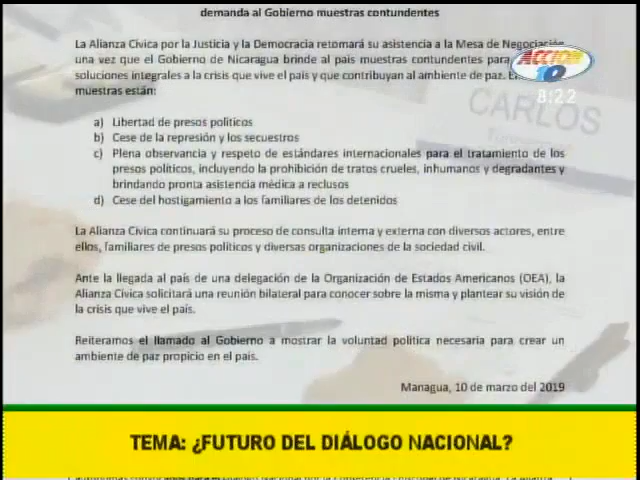 demanda al Gobierno muestras contundentes
La Alianza Cívica por la Justicia y la Democracia retomará su asistencia a la Mesa de Negociación
una vez que el Gobierno de Nicaragua brinde al país muestras contundentes para
soluciones integrales a la crisis que vive el país y que contribuyan al ambiente de paz.
muestras están:
ACCION
10
8:22
CARLOS
a) Libertad de presos políticos
b) Cese de la represión y los secuestros
c) Plena observancia y respeto de estándares internacionales para el tratamiento de los
presos políticos, incluyendo la prohibición de tratos crueles, inhumanos y degradantes y
brindando pronta asistencia médica a reclusos
d) Cese del hostigamiento a los familiares de los detenidos
La Alianza Cívica continuará su proceso de consulta interna y externa con diversos actores, entre
ellos, familiares de presos políticos y diversas organizaciones de la sociedad civil.
Ante la llegada al país de una delegación de la Organización de Estados Americanos (OEA), la
Alianza Cívica solicitará una reunión bilateral para conocer sobre la misma y plantear su visión de
la crisis que vive el país.
Reiteramos el llamado al Gobierno a mostrar la voluntad política necesaria para crear un
ambiente de paz propicio en el país.
Managua, 10 de marzo del 2019
TEMA: ¿FUTURO DEL DIÁLOGO NACIONAL?